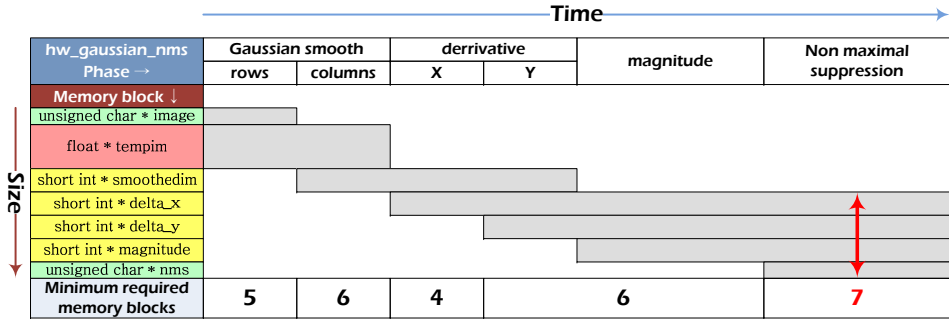 Time
hw_gaussian_nms
Phase →
Gaussian smooth
derrivative
magnitude
Non maximal
suppression
rows
columns
X
Y
Memory block ↓
unsigned char * image
float * tempim
short int * smoothedim
short int * delta_x
short int * delta_y
short int * magnitude
unsigned char * nms
Size
Minimum required
memory blocks
5
6
4
6
7